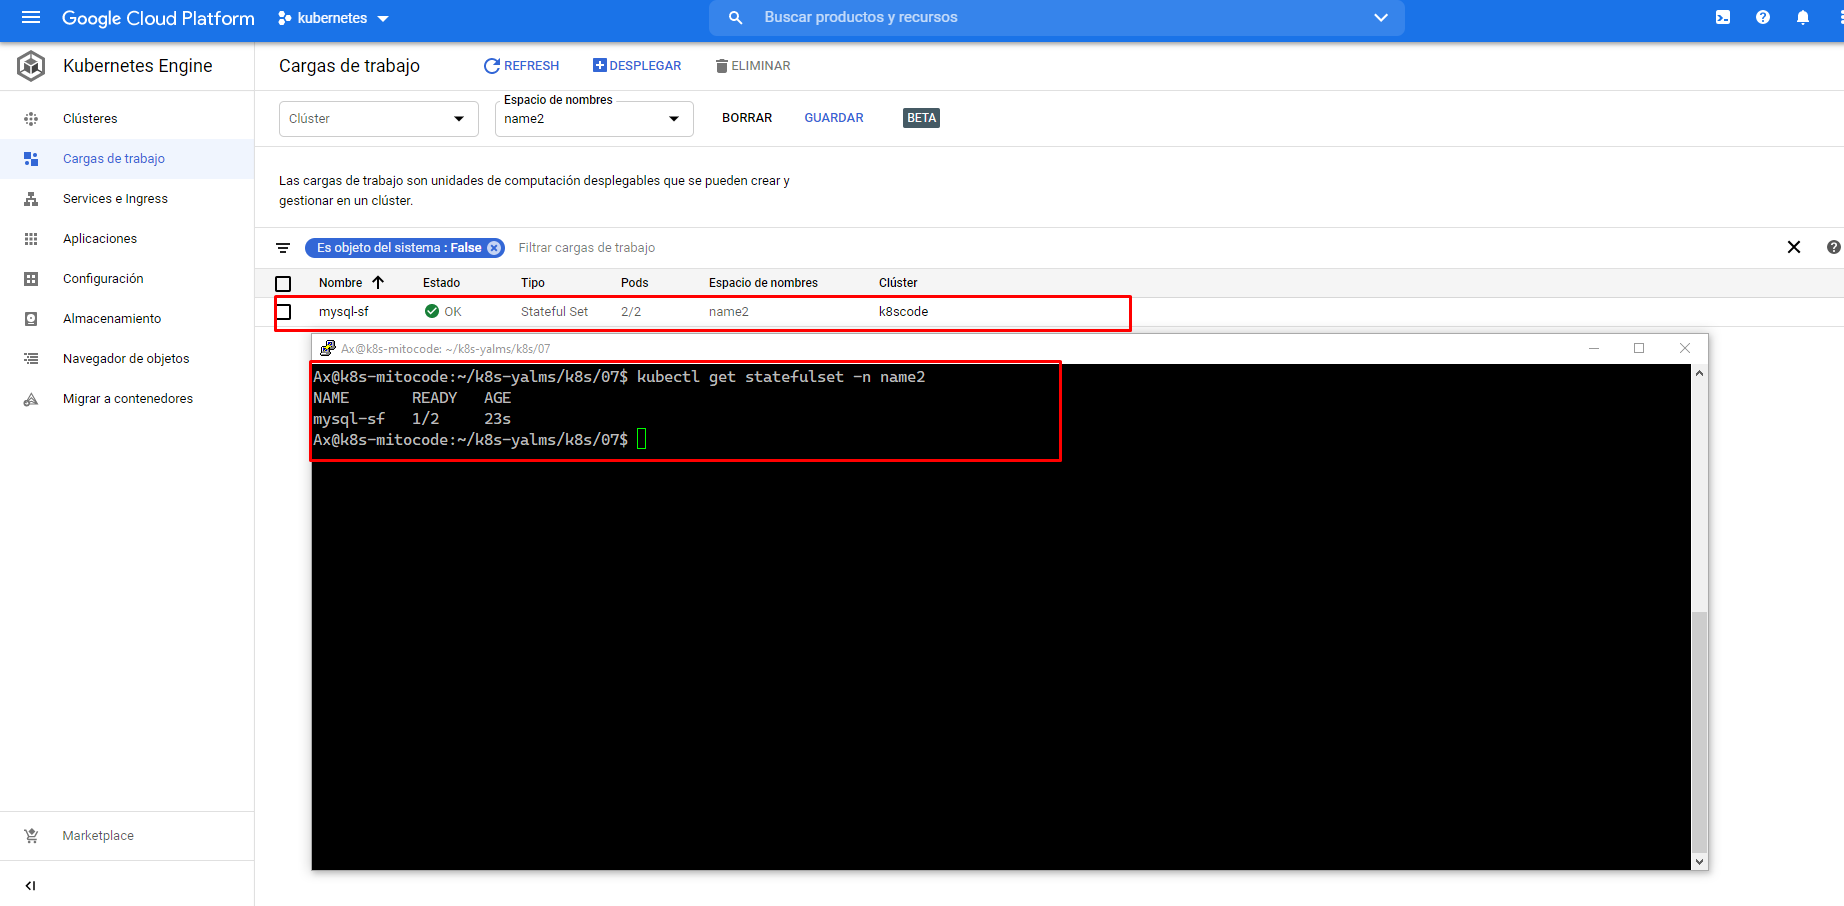 Google Cloud Platform
kubernetes
Buscar productos y recursos
Kubernetes Engine
Cargas de trabajo
REFRESH
DESPLEGAR
ELIMINAR
Clústeres
Cargas de trabajo
Services e Ingress
Aplicaciones
Configuración
Almacenamiento
Navegador de objetos
Migrar a contenedores
Marketplace
Clúster
Espacio de nombres
name2
BORRAR
GUARDAR
BETA
Las cargas de trabajo son unidades de computación desplegables que se pueden crear y
gestionar en un clúster.
Es objeto del sistema : False
Filtrar cargas de trabajo
Nombre Estado Tipo Pods Espacio de nombres Clúster
mysql-sf OK Stateful Set 2/2 name2 k8scode
Ax@k8s-mitocode: ~/k8s-yalms/k8s/07
Ax@k8s-mitocode:~/k8s-yalms/k8s/07$ kubectl get statefulset -n name2
NAME READY AGE
mysql-sf 1/2 23s
Ax@k8s-mitocode:~/k8s-yalms/k8s/07$